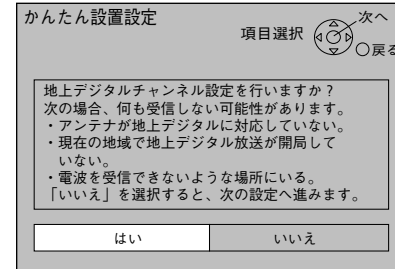 かんたん設置設定
次へ
項目選択
戻る
地上デジタルチャンネル設定を行いますか？
次の場合、何も受信しない可能性があります。
・アンテナが地上デジタルに対応していない。
・現在の地域で地上デジタル放送が開局して
いない。
・電波を受信できないような場所にいる。
「いいえ」を選択すると、次の設定へ進みます。
はい
いいえ